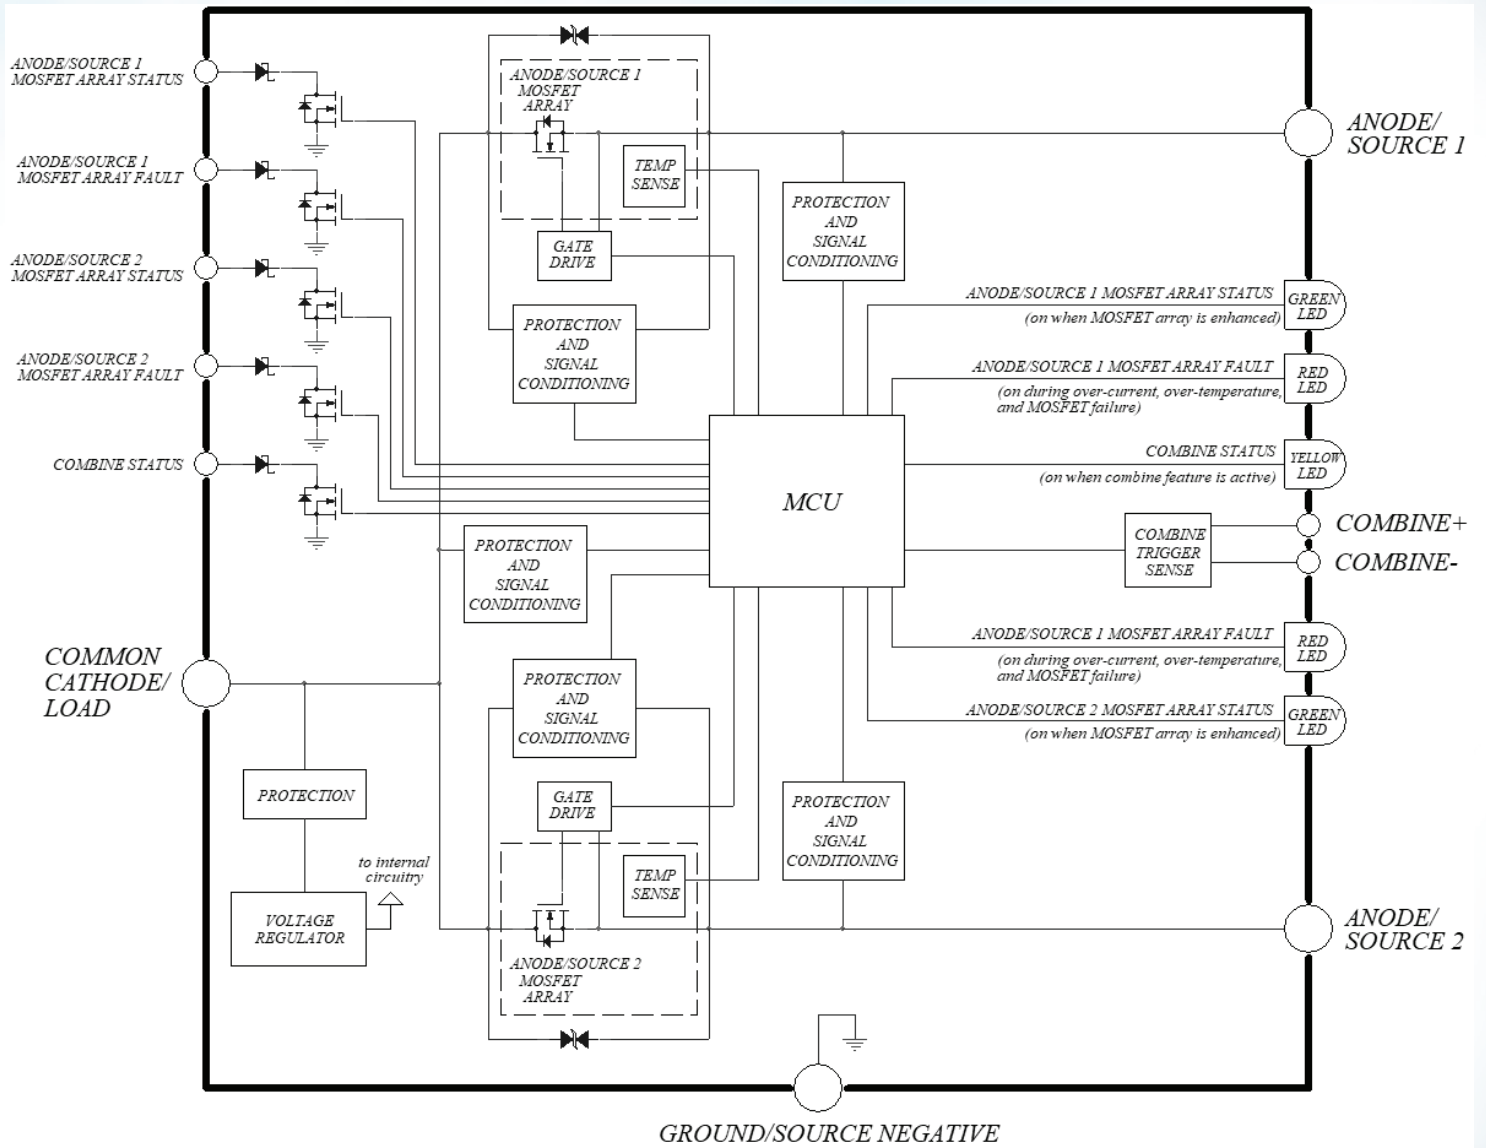 ANODE/SOURCE 1
MOSFET ARRAY STATUS
ANODE/SOURCE 1
MOSFET ARRAY FAULT
ANODE/SOURCE 2
MOSFET ARRAY STATUS
ANODE/SOURCE 2
MOSFET ARRAY FAULT
COMBINE STATUS
COMMON
CATHODE/
LOAD
PROTECTION
VOLTAGE
REGULATOR
to internal
circuitry
ANODE/SOURCE 1
MOSFET
ARRAY
TEMP
SENSE
GATE
DRIVE
PROTECTION
AND
SIGNAL
CONDITIONING
PROTECTION
AND
SIGNAL
CONDITIONING
MCU
PROTECTION
AND
SIGNAL
CONDITIONING
PROTECTION
AND
SIGNAL
CONDITIONING
GATE
DRIVE
TEMP
SENSE
ANODE/SOURCE 2
MOSFET
ARRAY
PROTECTION
AND
SIGNAL
CONDITIONING
ANODE/
SOURCE 1
ANODE/SOURCE 1 MOSFET ARRAY STATUS
(on when MOSFET array is enhanced)
GREEN
LED
ANODE/SOURCE 1 MOSFET ARRAY FAULT
(on during over-current, over-temperature,
and MOSFET failure)
RED
LED
COMBINE STATUS
(on when combine feature is active)
YELLOW
LED
COMBINE
TRIGGER
SENSE
COMBINE+
COMBINE-
ANODE/SOURCE 1 MOSFET ARRAY FAULT
(on during over-current, over-temperature,
and MOSFET failure)
RED
LED
ANODE/SOURCE 2 MOSFET ARRAY STATUS
(on when MOSFET array is enhanced)
GREEN
LED
ANODE/
SOURCE 2
GROUND/SOURCE NEGATIVE